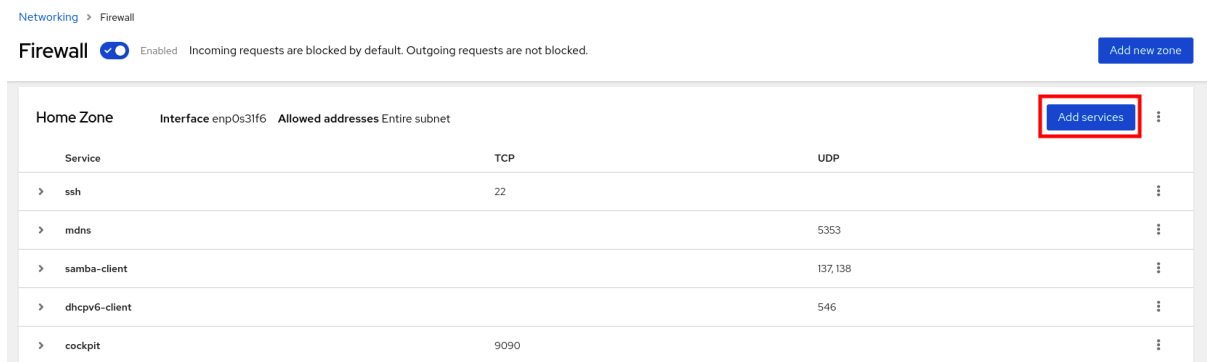 Networking > Firewall
Firewall Enabled Incoming requests are blocked by default. Outgoing requests are not blocked. Add new zone
Home Zone Interface enp0s31f6 Allowed addresses Entire subnet Add services
Service TCP UDP
ssh 22
mdns 5353
samba-client 137, 138
dhcpv6-client 546
cockpit 9090